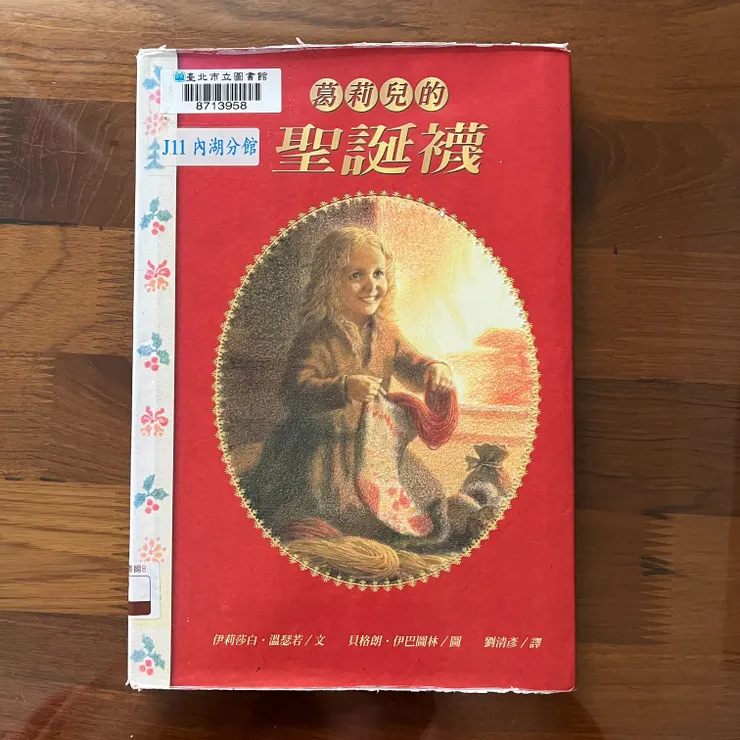 臺北市立圖書館
8713958
J11 內湖分館
葛莉兒的
聖誕襪
伊莉莎白・溫瑟若/文 貝格朗・伊巴圖林/圖 劉清彥/譯